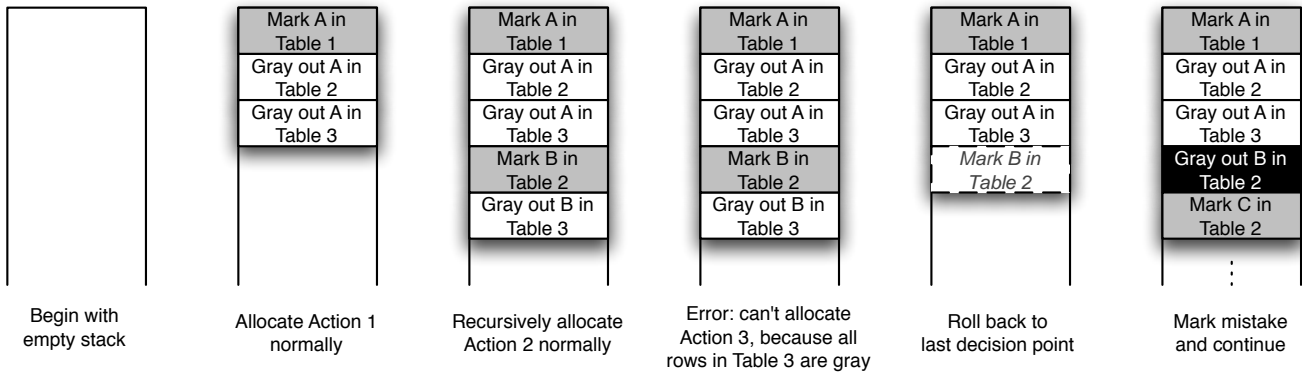 Begin with
empty stack
Mark A in
Table 1
Gray out A in
Table 2
Gray out A in
Table 3
Allocate Action 1
normally
Mark A in
Table 1
Gray out A in
Table 2
Gray out A in
Table 3
Mark B in
Table 2
Gray out B in
Table 3
Recursively allocate
Action 2 normally
Mark A in
Table 1
Gray out A in
Table 2
Gray out A in
Table 3
Mark B in
Table 2
Gray out B in
Table 3
Error: can't allocate
Action 3, because all
rows in Table 3 are gray
Mark A in
Table 1
Gray out A in
Table 2
Gray out A in
Table 3
Mark B in
Table 2
Roll back to
last decision point
Mark A in
Table 1
Gray out A in
Table 2
Gray out A in
Table 3
Gray out B in
Table 2
Mark C in
Table 2
Mark mistake
and continue